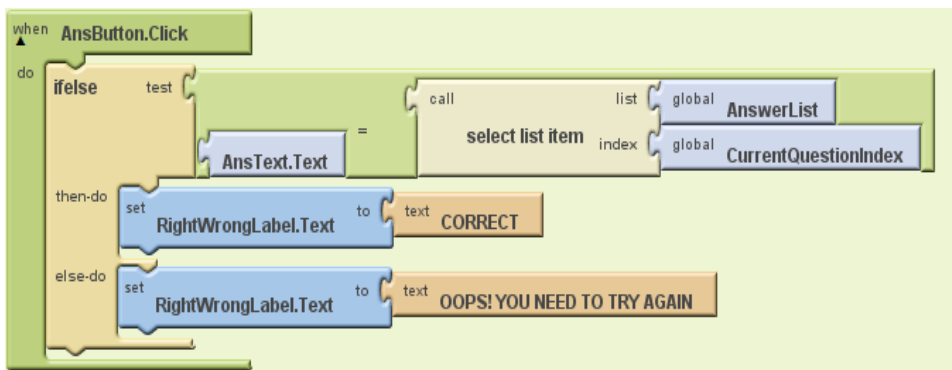 when AnsButton.Click
do
ifelse test
AnsText.Text
=
call
select list item
list global AnswerList
index global CurrentQuestionIndex
then-do set RightWrongLabel.Text to text CORRECT
else-do set RightWrongLabel.Text to text OOPS! YOU NEED TO TRY AGAIN